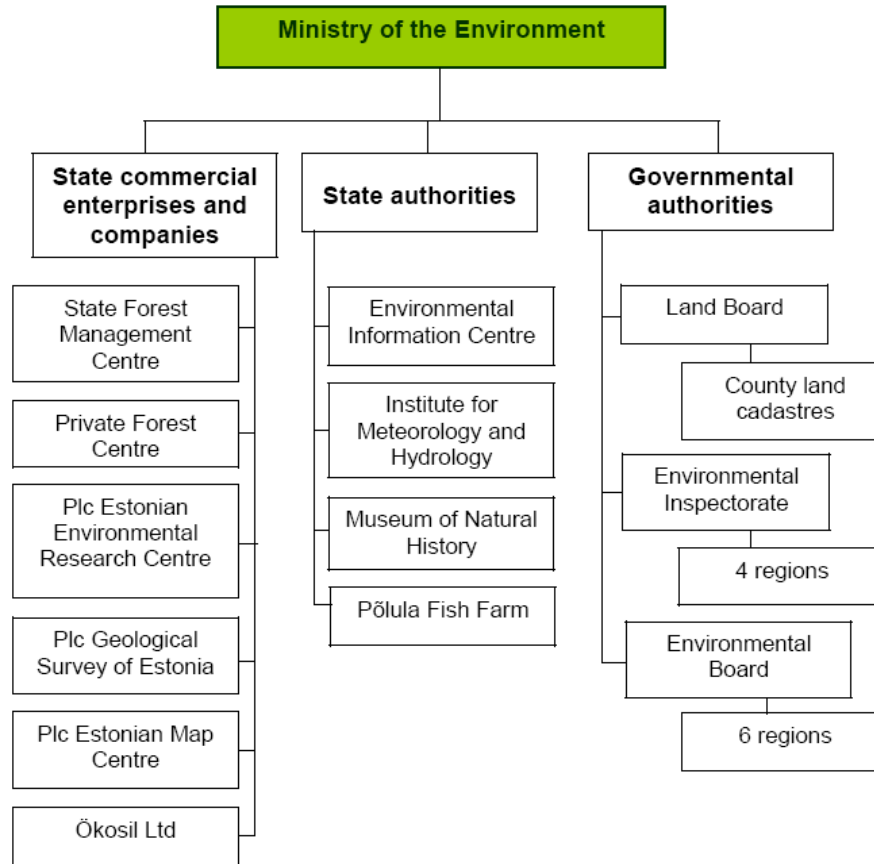 Ministry of the Environment
State commercial
enterprises and
companies
State Forest
Management
Centre
Private Forest
Centre
Plc Estonian
Environmental
Research Centre
Plc Geological
Survey of Estonia
Plc Estonian Map
Centre
Ökosil Ltd
State authorities
Environmental
Information Centre
Institute for
Meteorology and
Hydrology
Museum of Natural
History
Põlula Fish Farm
Governmental
authorities
Land Board
County land
cadastres
Environmental
Inspectorate
4 regions
Environmental
Board
6 regions